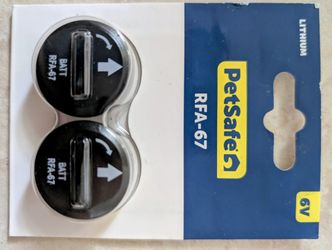 LITHIUM
PetSafe
RFA-67
6V
BATT
RFA-67
BATT
RFA-67